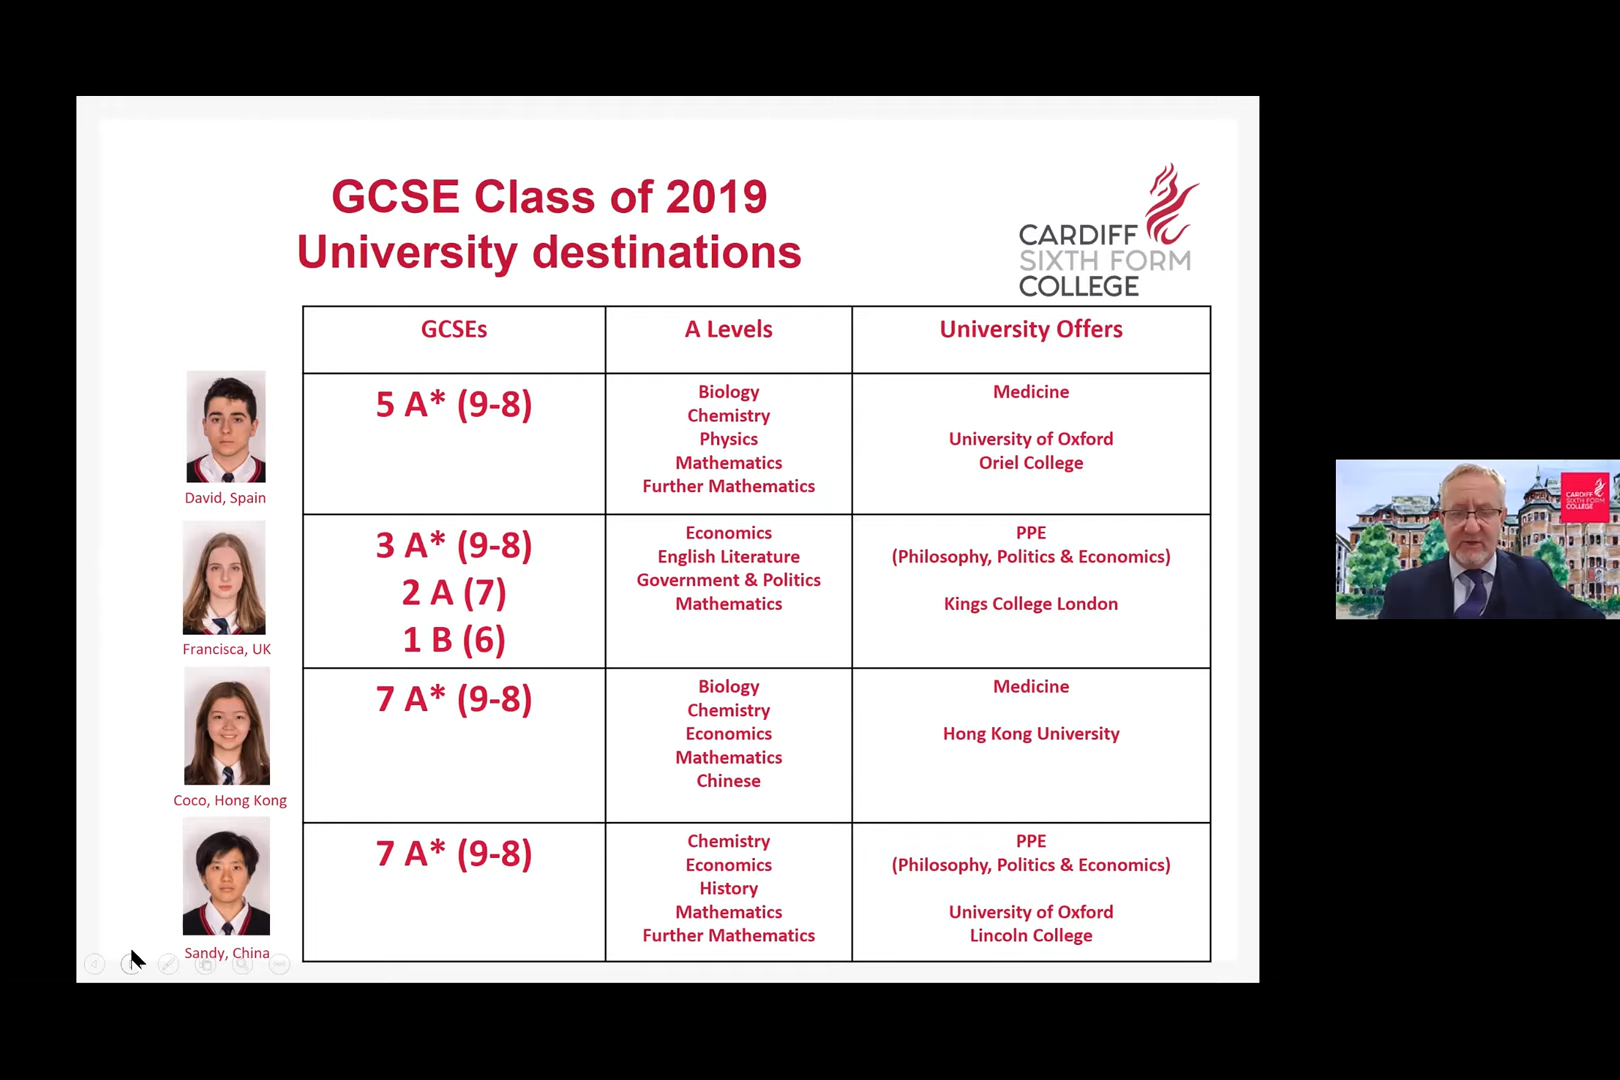 GCSE Class of 2019
University destinations
CARDIFF
SIXTH FORM
COLLEGE
GCSEs
A Levels
University Offers
David, Spain
5 A* (9-8)
Biology
Chemistry
Physics
Mathematics
Further Mathematics
Medicine
University of Oxford
Oriel College
Francisca, UK
3 A* (9-8)
2 A (7)
1 B (6)
Economics
English Literature
Government & Politics
Mathematics
PPE
(Philosophy, Politics & Economics)
Kings College London
Coco, Hong Kong
7 A* (9-8)
Biology
Chemistry
Economics
Mathematics
Chinese
Medicine
Hong Kong University
Sandy, China
7 A* (9-8)
Chemistry
Economics
History
Mathematics
Further Mathematics
PPE
(Philosophy, Politics & Economics)
University of Oxford
Lincoln College
CARDIFF
SIXTH FORM
COLLEGE